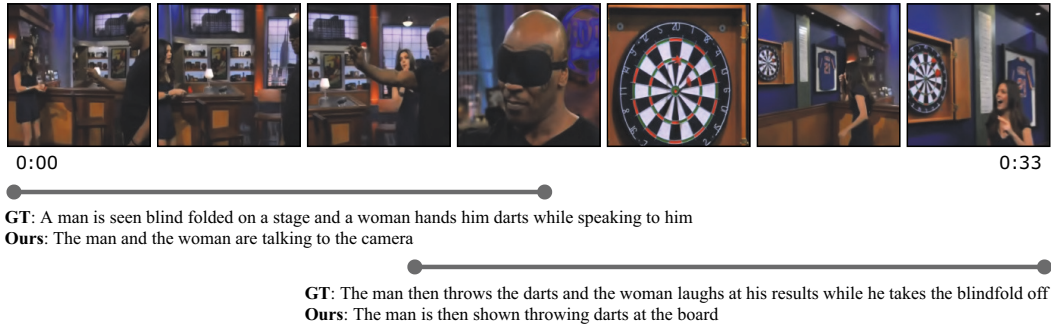 0:00
0:33
GT: A man is seen blind folded on a stage and a woman hands him darts while speaking to him
Ours: The man and the woman are talking to the camera
GT: The man then throws the darts and the woman laughs at his results while he takes the blindfold off
Ours: The man is then shown throwing darts at the board